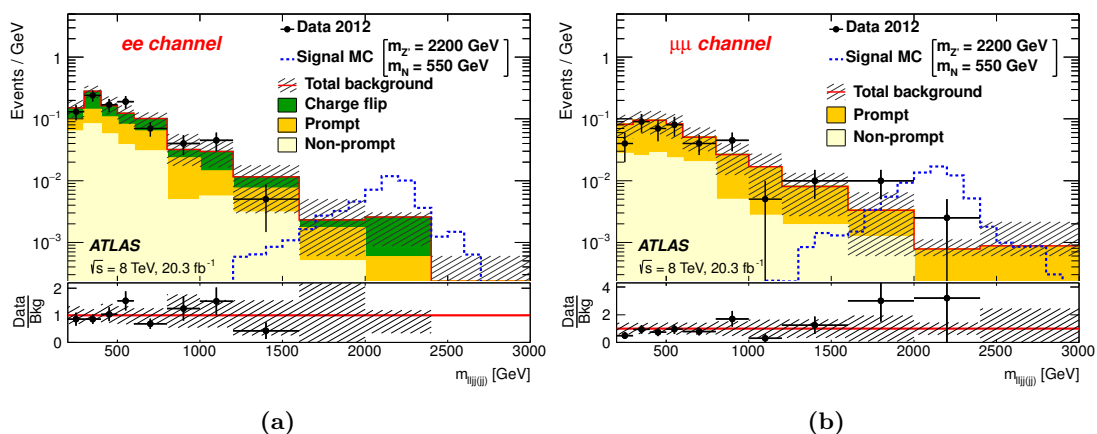 Events / GeV
1
10⁻¹
10⁻²
10⁻³
ee channel
Data 2012
Signal MC [ m_Z' = 2200 GeV
m_N = 550 GeV ]
Total background
Charge flip
Prompt
Non-prompt
ATLAS
√s = 8 TeV, 20.3 fb⁻¹
Data
Bkg
2
1
0
500 1000 1500 2000 2500 3000
m_lljj(jj) [GeV]
(a)
Events / GeV
1
10⁻¹
10⁻²
10⁻³
μμ channel
Data 2012
Signal MC [ m_Z' = 2200 GeV
m_N = 550 GeV ]
Total background
Prompt
Non-prompt
ATLAS
√s = 8 TeV, 20.3 fb⁻¹
Data
Bkg
4
2
0
500 1000 1500 2000 2500 3000
m_lljj(jj) [GeV]
(b)